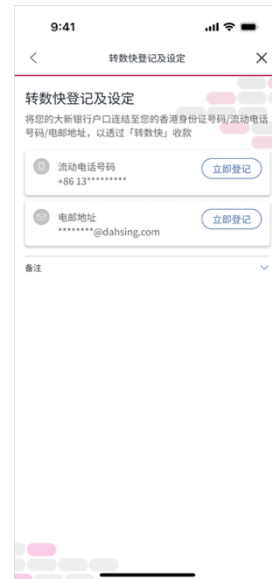 9:41
转数快登记及设定
转数快登记及设定
将您的大新银行户口连结至您的香港身份证号码/流动电话
号码/电邮地址，以透过「转数快」收款
流动电话号码
+86 13*********
立即登记
电邮地址
********@dahsing.com
立即登记
备注